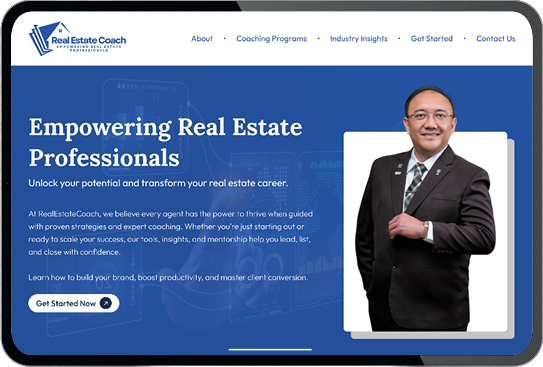 Real Estate Coach
EMPOWERING REAL ESTATE
PROFESSIONALS
About • Coaching Programs • Industry Insights • Get Started • Contact Us
Empowering Real Estate
Professionals
Unlock your potential and transform your real estate career.
At RealEstateCoach, we believe every agent has the power to thrive when guided
with proven strategies and expert coaching. Whether you're just starting out or
ready to scale your success, our tools, insights, and mentorship help you lead, list,
and close with confidence.
Learn how to build your brand, boost productivity, and master client conversion.
Get Started Now